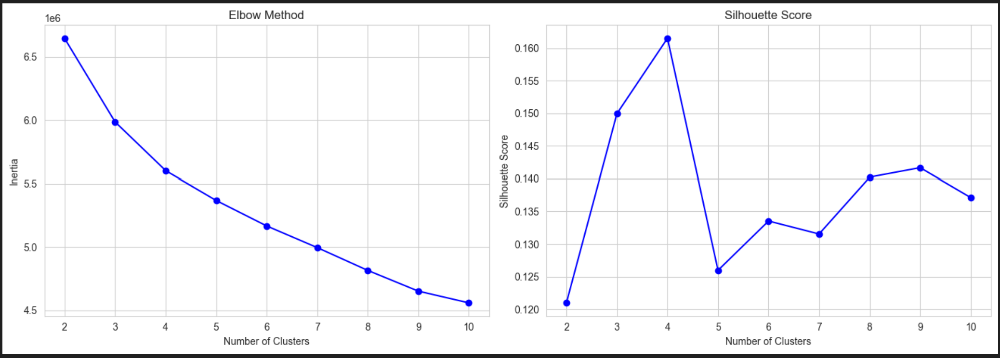 Elbow Method
1e6
6.5
6.0
5.5
5.0
4.5
Inertia
2 3 4 5 6 7 8 9 10
Number of Clusters
Silhouette Score
0.160
0.155
0.150
0.145
0.140
0.135
0.130
0.125
0.120
Silhouette Score
2 3 4 5 6 7 8 9 10
Number of Clusters